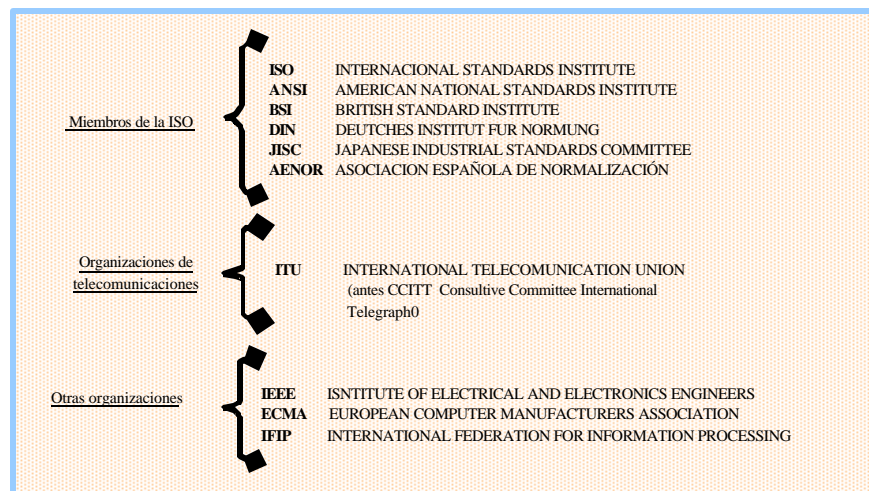 Miembros de la ISO
ISO INTERNACIONAL STANDARDS INSTITUTE
ANSI AMERICAN NATIONAL STANDARDS INSTITUTE
BSI BRITISH STANDARD INSTITUTE
DIN DEUTCHES INSTITUT FUR NORMUNG
JISC JAPANESE INDUSTRIAL STANDARDS COMMITTEE
AENOR ASOCIACION ESPAÑOLA DE NORMALIZACIÓN
Organizaciones de
telecomunicaciones
ITU INTERNATIONAL TELECOMUNICATION UNION
(antes CCITT Consultive Committee International
Telegraph0
Otras organizaciones
IEEE ISNTITUTE OF ELECTRICAL AND ELECTRONICS ENGINEERS
ECMA EUROPEAN COMPUTER MANUFACTURERS ASSOCIATION
IFIP INTERNATIONAL FEDERATION FOR INFORMATION PROCESSING